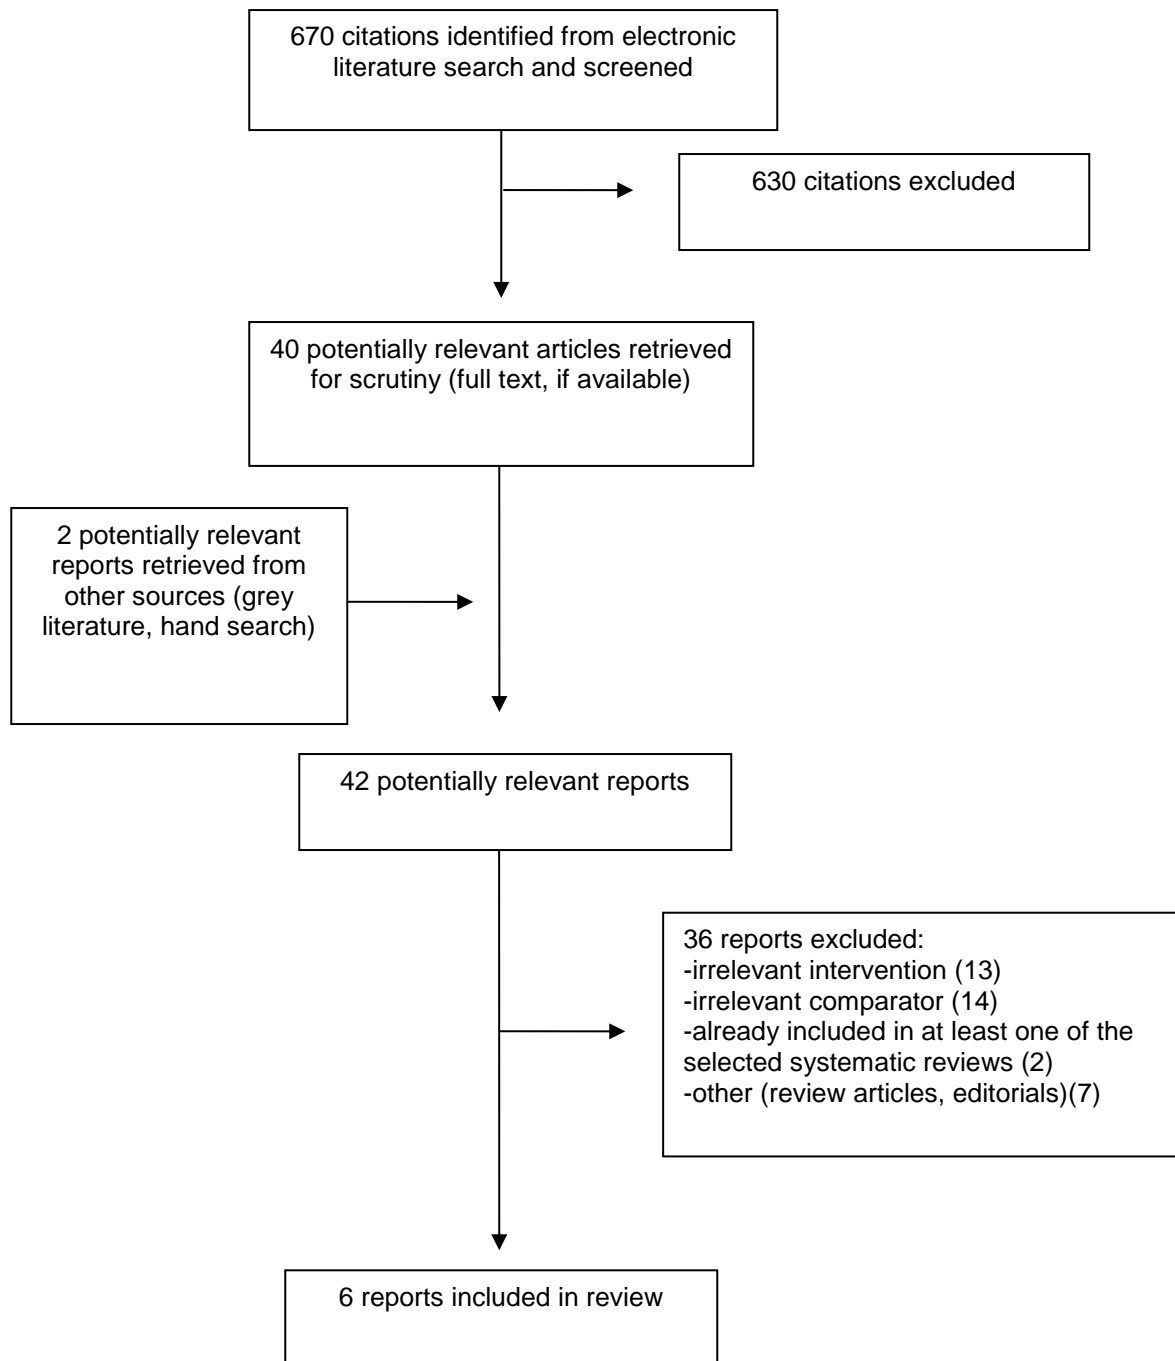 670 citations identified from electronic
literature search and screened
630 citations excluded
40 potentially relevant articles retrieved
for scrutiny (full text, if available)
2 potentially relevant
reports retrieved from
other sources (grey
literature, hand search)
42 potentially relevant reports
36 reports excluded:
-irrelevant intervention (13)
-irrelevant comparator (14)
-already included in at least one of the
selected systematic reviews (2)
-other (review articles, editorials)(7)
6 reports included in review